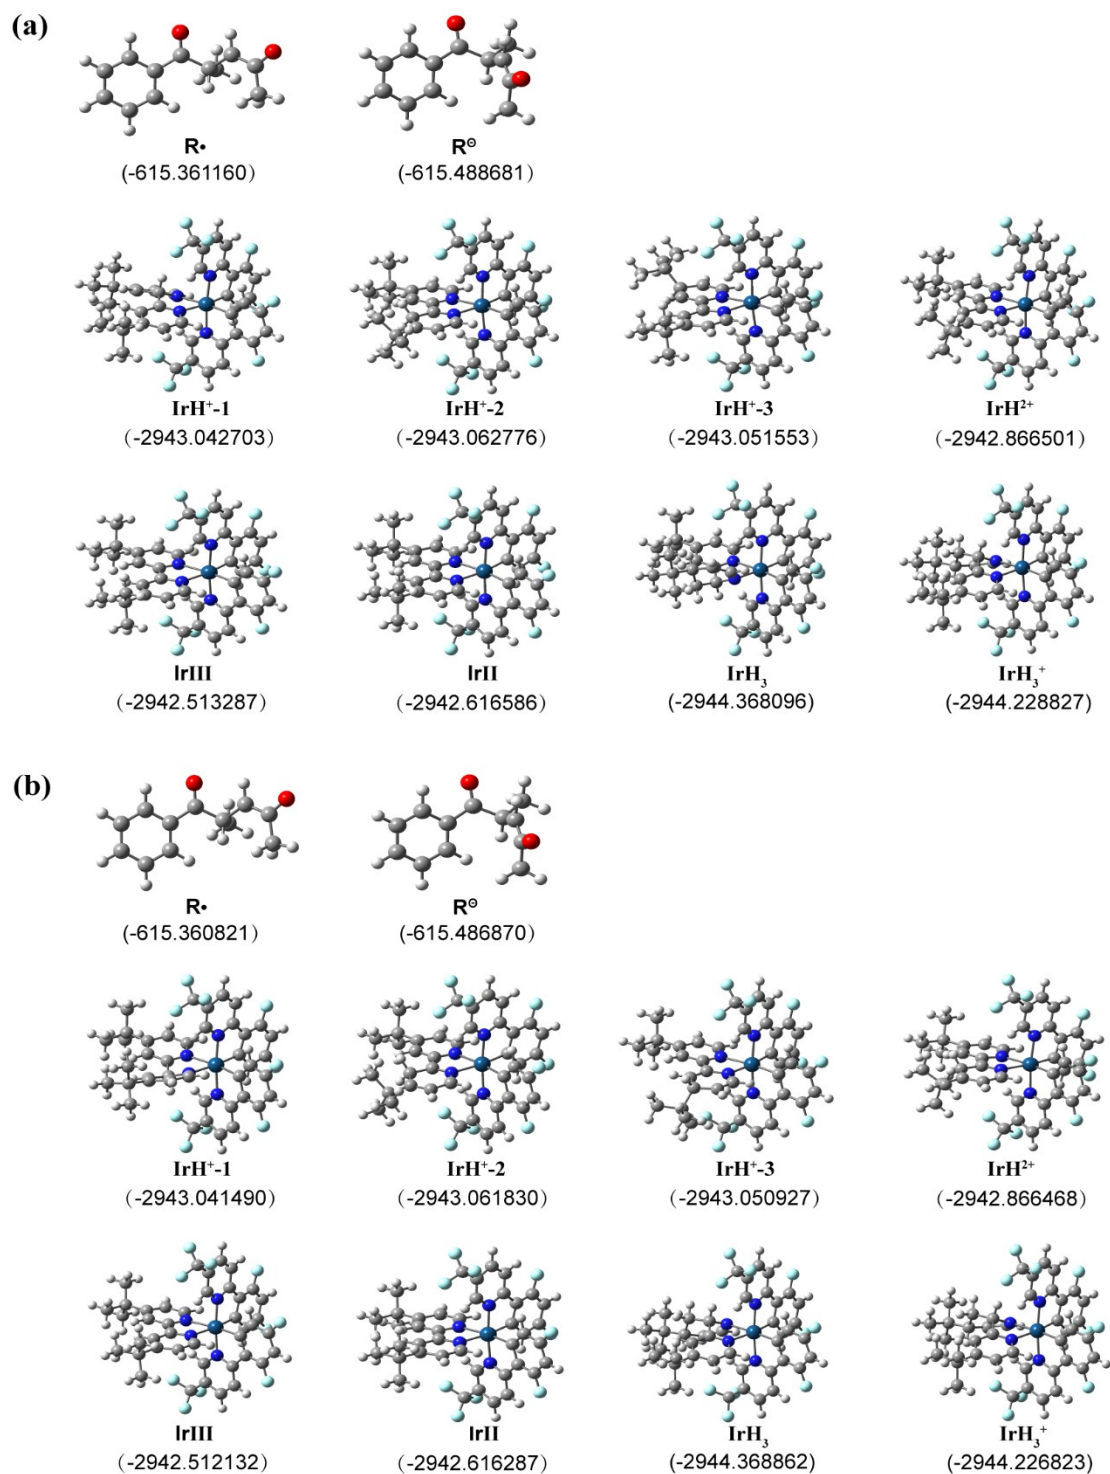 (a)
R• R⊖
(-615.361160) (-615.488681)
IrH⁺-1 IrH⁺-2 IrH⁺-3 IrH²⁺
(-2943.042703) (-2943.062776) (-2943.051553) (-2942.866501)
IrIII IrII IrH₃ IrH₃⁺
(-2942.513287) (-2942.616586) (-2944.368096) (-2944.228827)
(b)
R• R⊖
(-615.360821) (-615.486870)
IrH⁺-1 IrH⁺-2 IrH⁺-3 IrH²⁺
(-2943.041490) (-2943.061830) (-2943.050927) (-2942.866468)
IrIII IrII IrH₃ IrH₃⁺
(-2942.512132) (-2942.616287) (-2944.368862) (-2944.226823)